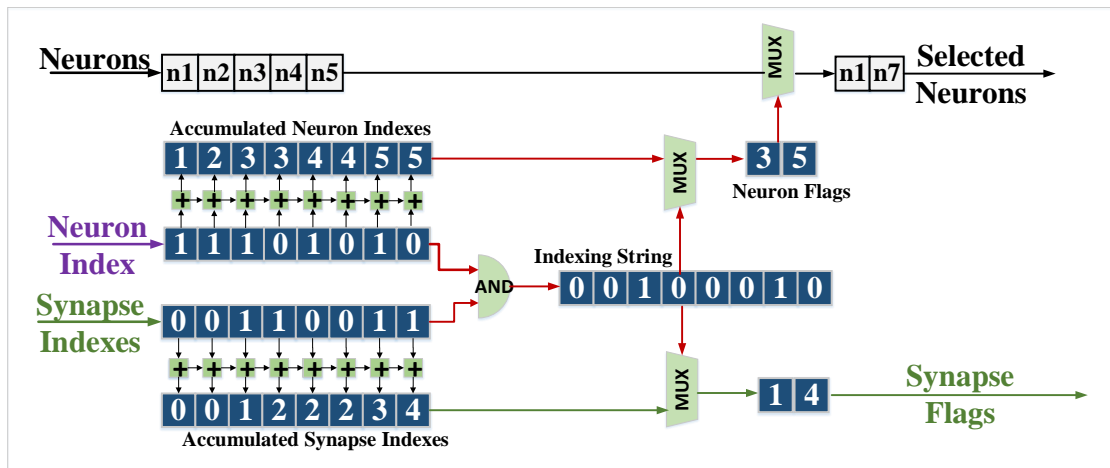 Neurons
n1 n2 n3 n4 n5
MUX
n1 n7
Selected
Neurons
Accumulated Neuron Indexes
1 2 3 3 4 4 5 5
MUX
3 5
Neuron Flags
+ + + + + + + +
Neuron
Index
1 1 1 0 1 0 1 0
AND
Indexing String
0 0 1 0 0 0 1 0
Synapse
Indexes
0 0 1 1 0 0 1 1
+ + + + + + + +
0 0 1 2 2 2 3 4
Accumulated Synapse Indexes
MUX
1 4
Synapse
Flags